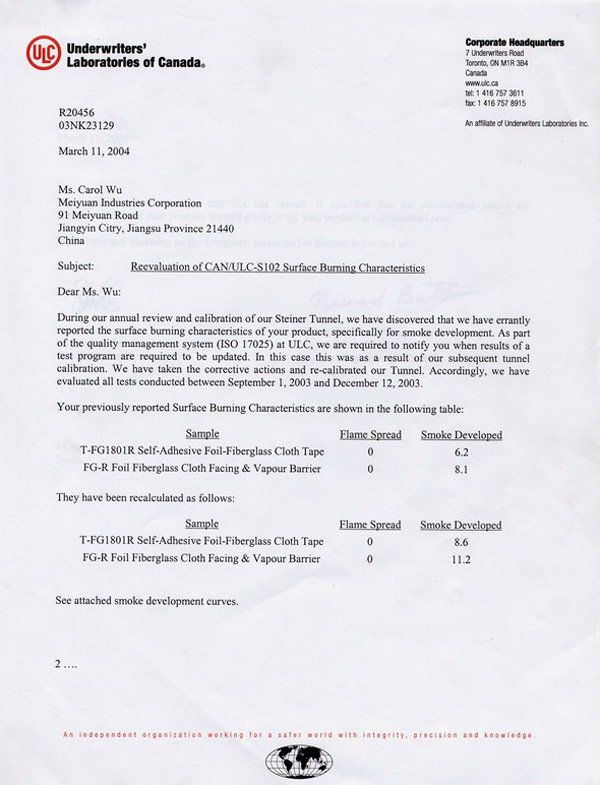 ULC Underwriters'
Laboratories of Canada®
Corporate Headquarters
7 Underwriters Road
Toronto, ON M1R 3B4
Canada
www.ulc.ca
tel: 1 416 757 3611
fax: 1 416 757 8915
An affiliate of Underwriters Laboratories Inc.
R20456
03NK23129
March 11, 2004
Ms. Carol Wu
Meiyuan Industries Corporation
91 Meiyuan Road
Jiangyin Citry, Jiangsu Province 21440
China
Subject: Reevaluation of CAN/ULC-S102 Surface Burning Characteristics
Dear Ms. Wu:
During our annual review and calibration of our Steiner Tunnel, we have discovered that we have errantly
reported the surface burning characteristics of your product, specifically for smoke development. As part
of the quality management system (ISO 17025) at ULC, we are required to notify you when results of a
test program are required to be updated. In this case this was as a result of our subsequent tunnel
calibration. We have taken the corrective actions and re-calibrated our Tunnel. Accordingly, we have
evaluated all tests conducted between September 1, 2003 and December 12, 2003.
Your previously reported Surface Burning Characteristics are shown in the following table:
Sample Flame Spread Smoke Developed
T-FG1801R Self-Adhesive Foil-Fiberglass Cloth Tape 0 6.2
FG-R Foil Fiberglass Cloth Facing & Vapour Barrier 0 8.1
They have been recalculated as follows:
Sample Flame Spread Smoke Developed
T-FG1801R Self-Adhesive Foil-Fiberglass Cloth Tape 0 8.6
FG-R Foil Fiberglass Cloth Facing & Vapour Barrier 0 11.2
See attached smoke development curves.
2 ....
An independent organization working for a safer world with integrity, precision and knowledge.